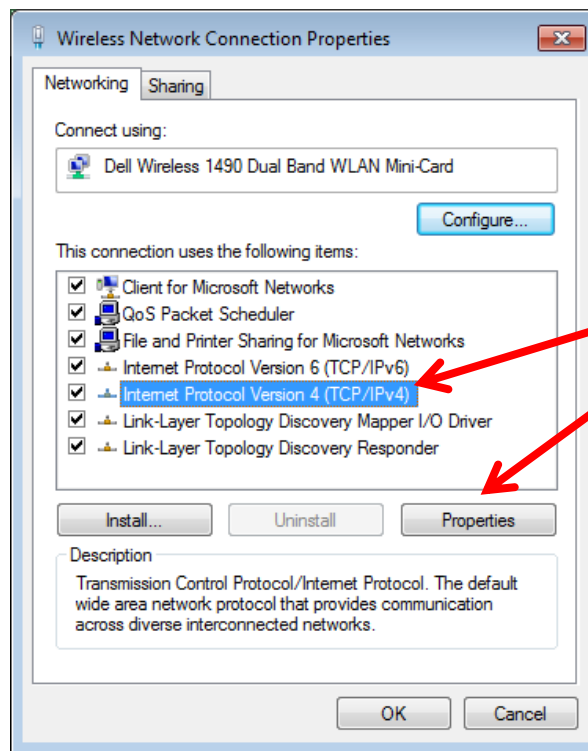 Wireless Network Connection Properties
Networking
Sharing
Connect using:
Dell Wireless 1490 Dual Band WLAN Mini-Card
Configure...
This connection uses the following items:
Client for Microsoft Networks
QoS Packet Scheduler
File and Printer Sharing for Microsoft Networks
Internet Protocol Version 6 (TCP/IPv6)
Internet Protocol Version 4 (TCP/IPv4)
Link-Layer Topology Discovery Mapper I/O Driver
Link-Layer Topology Discovery Responder
Install...
Uninstall
Properties
Description
Transmission Control Protocol/Internet Protocol. The default
wide area network protocol that provides communication
across diverse interconnected networks.
OK
Cancel